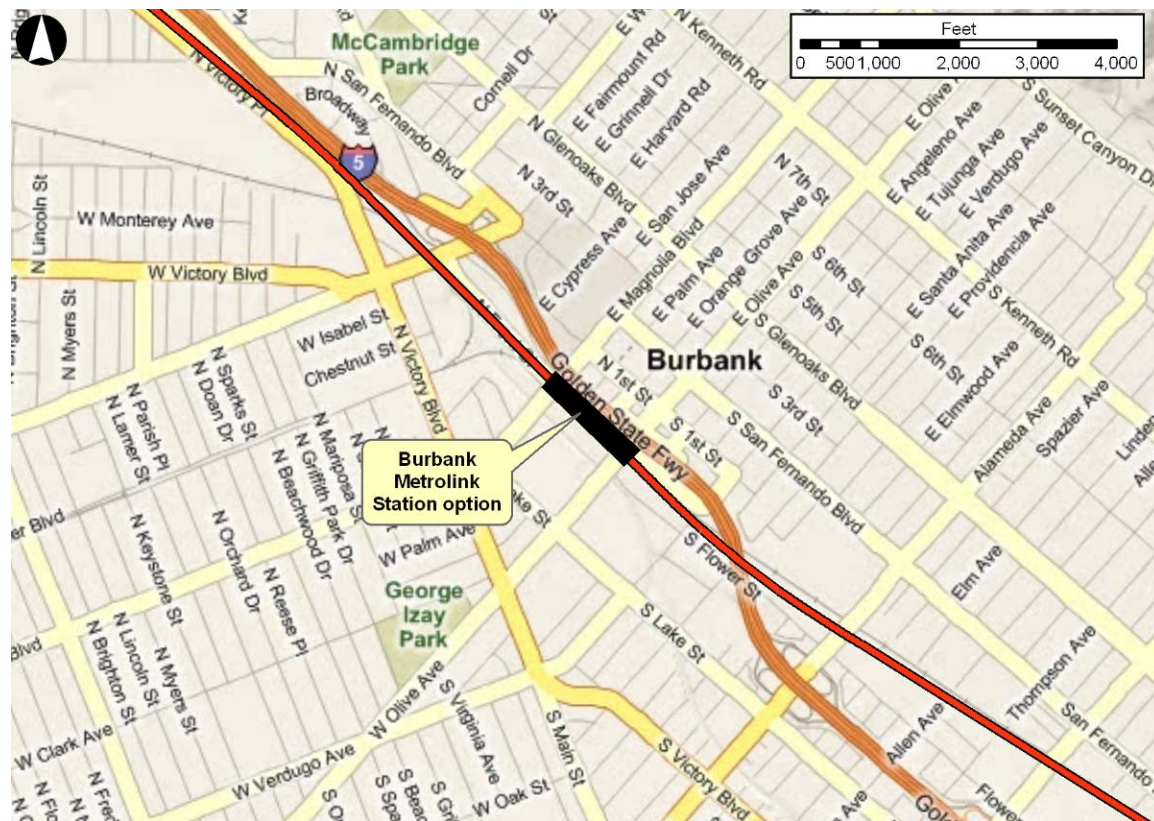 Feet
0 500 1,000 2,000 3,000 4,000
McCambridge
Park
N San Fernando Blvd
Broadway
N Victory Pl
5
Cornell Dr
E Fairmount Rd
E Grinnell Dr
E Harvard Rd
N Kenneth Rd
S Sunset Canyon Dr
E Olive
N Glenoaks Blvd
N 3rd St
E San Jose Ave
N 7th St
E Angeleno Ave
E Tujunga Ave
E Verdugo Ave
E Santa Anita Ave
E Providencia Ave
N Lincoln St
W Monterey Ave
W Victory Blvd
E Cypress Ave
E Magnolia Blvd
E Palm Ave
E Orange Grove Ave
E Olive Ave
S 6th St
S 5th St
S Glenoaks Blvd
S Kenneth Rd
N Myers St
W Isabel St
Chestnut St
N Victory Blvd
Golden State Fwy
N 1st St
Burbank
S 6th St
E Elmwood Ave
S 3rd St
Alameda Ave
Spazier Ave
S 1st St
S San Fernando Blvd
N Sparks St
N Doan Dr
N Parish Pl
N Lamer St
N Mariposa St
N Griffith Park Dr
N Beachwood Dr
Burbank
Metrolink
Station option
W Palm Ave
N Keystone St
N Orchard Dr
N Reese Pl
George
Izay
Park
S Flower St
S Lake St
Elm Ave
Thompson Ave
San Fernando
Allen Ave
N Lincoln St
N Brighton St
N Myers St
W Clark Ave
W Olive Ave
W Verdugo Ave
S Virginia Ave
S Main St
W Oak St
S Victory Blvd
Flower